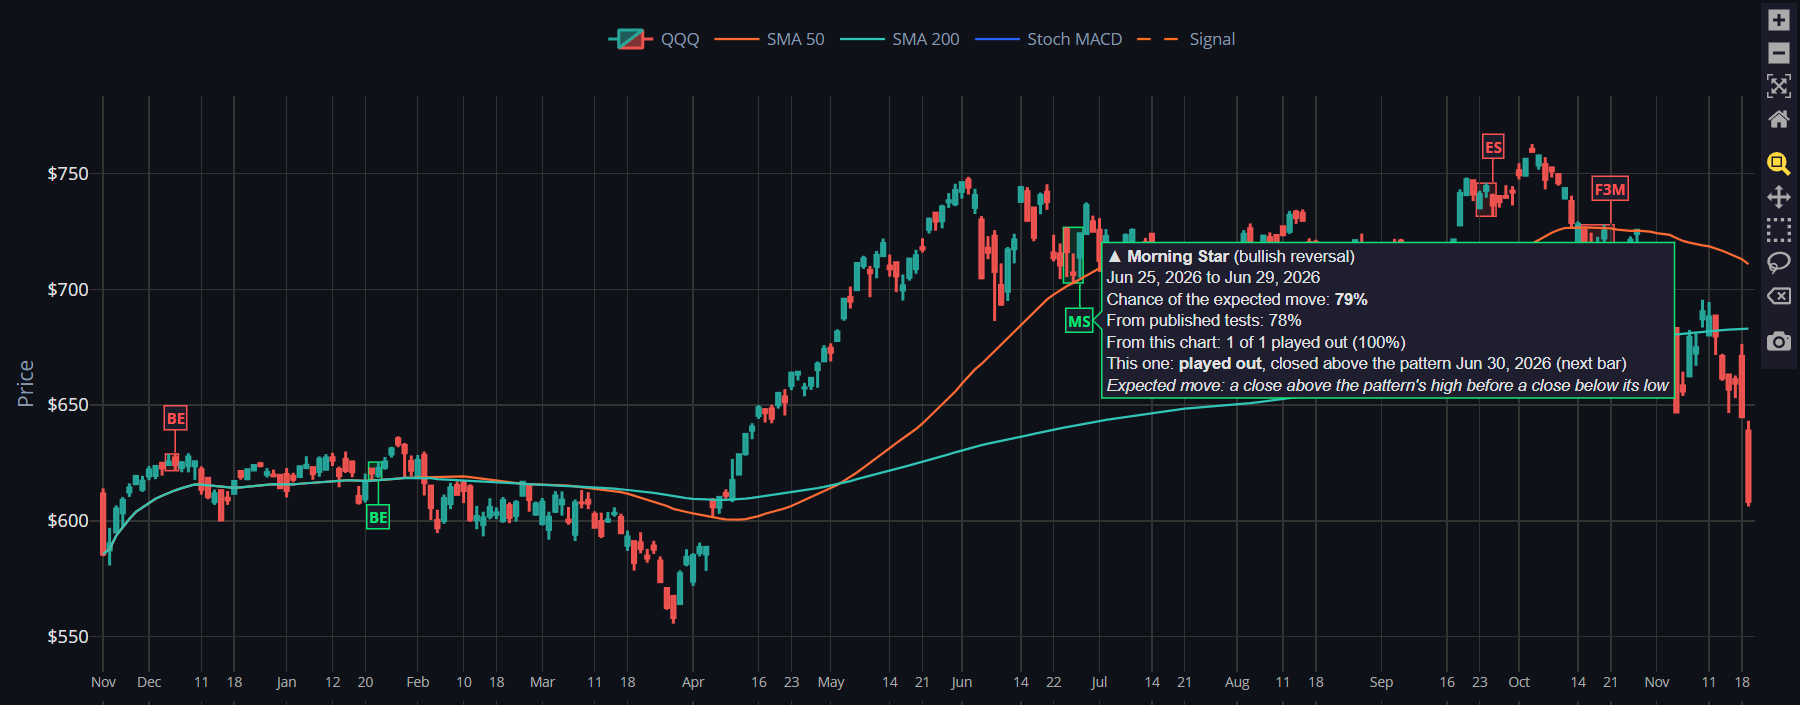 QQQ SMA 50 SMA 200 Stoch MACD Signal
$750
$700
$650
$600
$550
Price
BE
BE
MS
ES
F3M
▲ Morning Star (bullish reversal)
Jun 25, 2026 to Jun 29, 2026
Chance of the expected move: 79%
From published tests: 78%
From this chart: 1 of 1 played out (100%)
This one: played out, closed above the pattern Jun 30, 2026 (next bar)
Expected move: a close above the pattern's high before a close below its low
Nov Dec 11 18 Jan 12 20 Feb 10 18 Mar 11 18 Apr 16 23 May 14 21 Jun 14 22 Jul 14 21 Aug 11 18 Sep 16 23 Oct 14 21 Nov 11 18